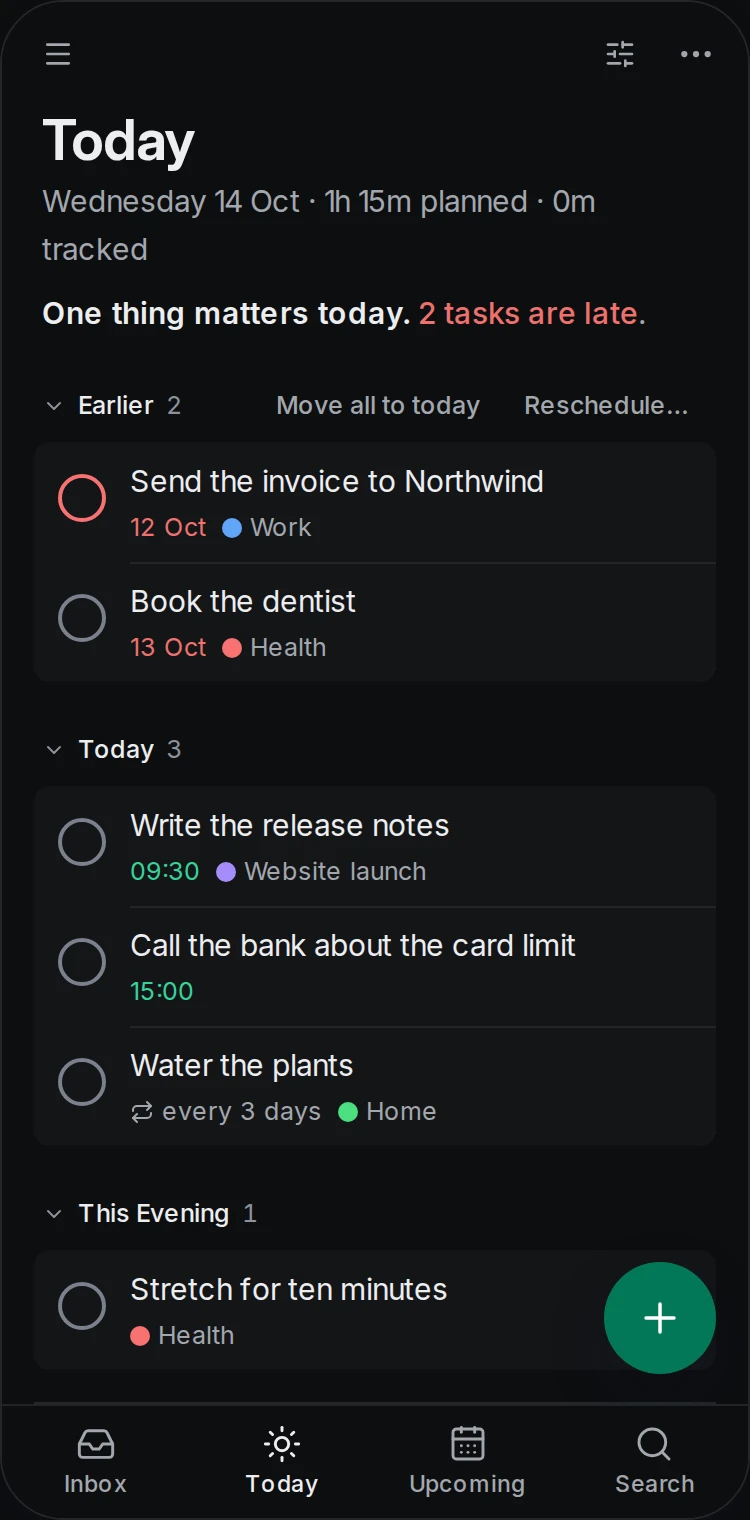 Today
Wednesday 14 Oct · 1h 15m planned · 0m
tracked
One thing matters today. 2 tasks are late.
Earlier 2 Move all to today Reschedule...
Send the invoice to Northwind
12 Oct Work
Book the dentist
13 Oct Health
Today 3
Write the release notes
09:30 Website launch
Call the bank about the card limit
15:00
Water the plants
every 3 days Home
This Evening 1
Stretch for ten minutes
Health
Inbox Today Upcoming Search